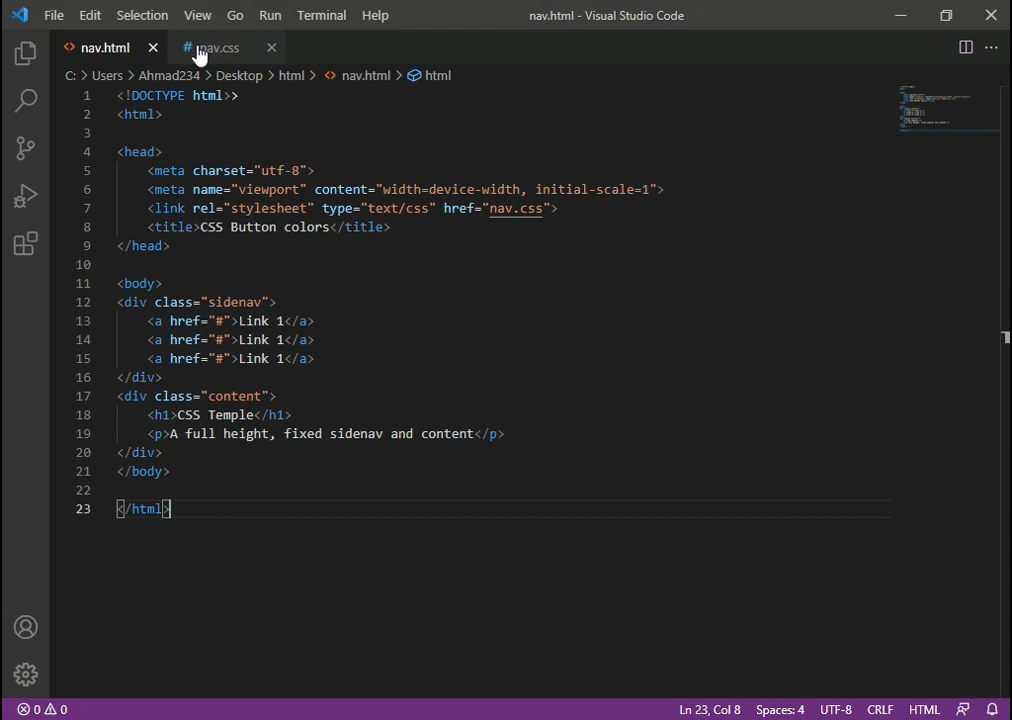 File Edit Selection View Go Run Terminal Help nav.html - Visual Studio Code
nav.html nav.css
C: > Users > Ahmad234 > Desktop > html > nav.html > html
1 <!DOCTYPE html>>
2 <html>
3
4 <head>
5 <meta charset="utf-8">
6 <meta name="viewport" content="width=device-width, initial-scale=1">
7 <link rel="stylesheet" type="text/css" href="nav.css">
8 <title>CSS Button colors</title>
9 </head>
10
11 <body>
12 <div class="sidenav">
13 <a href="#">Link 1</a>
14 <a href="#">Link 1</a>
15 <a href="#">Link 1</a>
16 </div>
17 <div class="content">
18 <h1>CSS Temple</h1>
19 <p>A full height, fixed sidenav and content</p>
20 </div>
21 </body>
22
23 </html>
0 0 Ln 23, Col 8 Spaces: 4 UTF-8 CRLF HTML